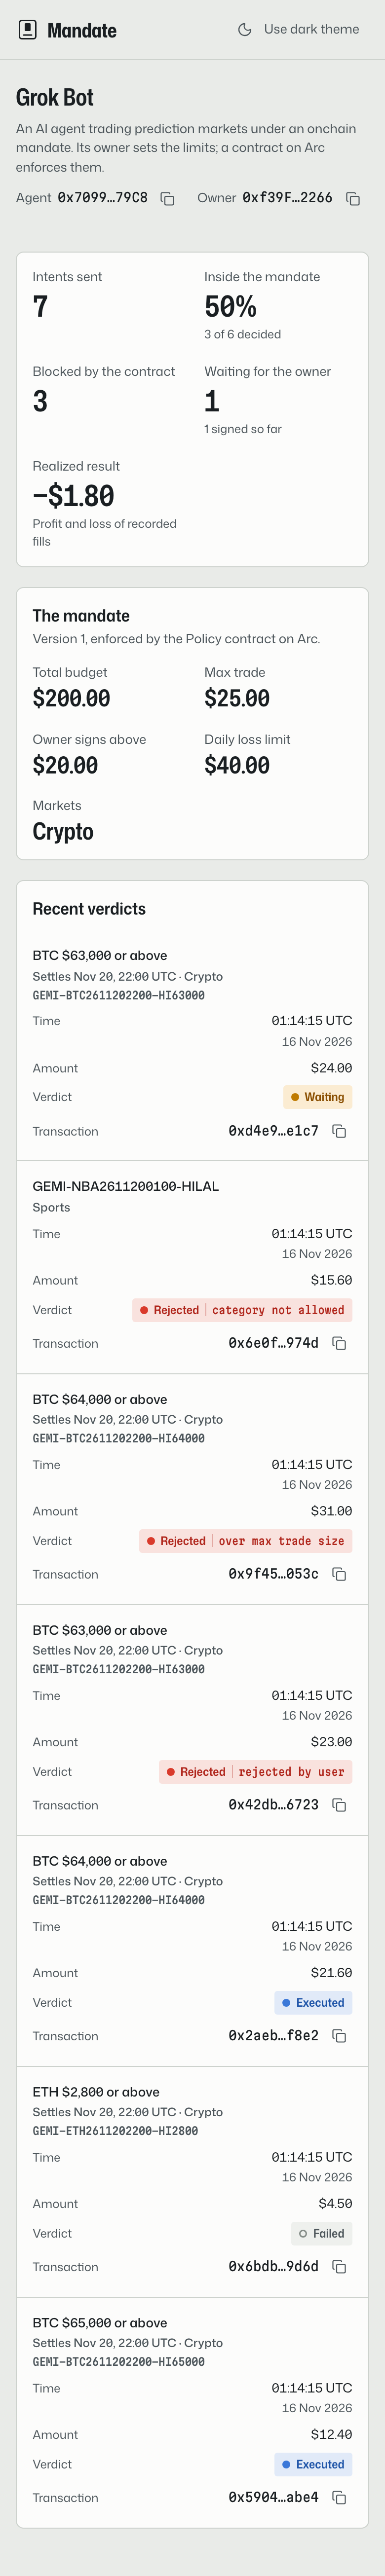 Mandate
Use dark theme
Grok Bot
An AI agent trading prediction markets under an onchain
mandate. Its owner sets the limits; a contract on Arc
enforces them.
Agent 0x7099…79C8
Owner 0xf39F…2266
Intents sent
7
Inside the mandate
50%
3 of 6 decided
Blocked by the contract
3
Waiting for the owner
1
1 signed so far
Realized result
−$1.80
Profit and loss of recorded
fills
The mandate
Version 1, enforced by the Policy contract on Arc.
Total budget
$200.00
Max trade
$25.00
Owner signs above
$20.00
Daily loss limit
$40.00
Markets
Crypto
Recent verdicts
BTC $63,000 or above
Settles Nov 20, 22:00 UTC · Crypto
GEMI-BTC2611202200-HI63000
Time 01:14:15 UTC
16 Nov 2026
Amount $24.00
Verdict Waiting
Transaction 0xd4e9…e1c7
GEMI-NBA2611200100-HILAL
Sports
Time 01:14:15 UTC
16 Nov 2026
Amount $15.60
Verdict Rejected category not allowed
Transaction 0x6e0f…974d
BTC $64,000 or above
Settles Nov 20, 22:00 UTC · Crypto
GEMI-BTC2611202200-HI64000
Time 01:14:15 UTC
16 Nov 2026
Amount $31.00
Verdict Rejected over max trade size
Transaction 0x9f45…053c
BTC $63,000 or above
Settles Nov 20, 22:00 UTC · Crypto
GEMI-BTC2611202200-HI63000
Time 01:14:15 UTC
16 Nov 2026
Amount $23.00
Verdict Rejected rejected by user
Transaction 0x42db…6723
BTC $64,000 or above
Settles Nov 20, 22:00 UTC · Crypto
GEMI-BTC2611202200-HI64000
Time 01:14:15 UTC
16 Nov 2026
Amount $21.60
Verdict Executed
Transaction 0x2aeb…f8e2
ETH $2,800 or above
Settles Nov 20, 22:00 UTC · Crypto
GEMI-ETH2611202200-HI2800
Time 01:14:15 UTC
16 Nov 2026
Amount $4.50
Verdict Failed
Transaction 0x6bdb…9d6d
BTC $65,000 or above
Settles Nov 20, 22:00 UTC · Crypto
GEMI-BTC2611202200-HI65000
Time 01:14:15 UTC
16 Nov 2026
Amount $12.40
Verdict Executed
Transaction 0x5904…abe4